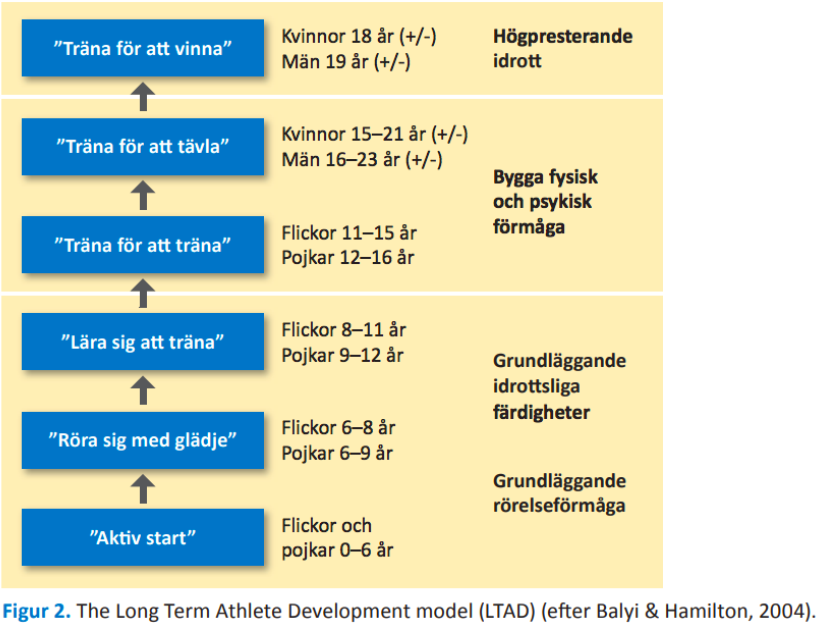 ”Träna för att vinna”
Kvinnor 18 år (+/-)
Män 19 år (+/-)
Högpresterande
idrott
”Träna för att tävla”
Kvinnor 15–21 år (+/-)
Män 16–23 år (+/-)
Bygga fysisk
och psykisk
förmåga
”Träna för att träna”
Flickor 11–15 år
Pojkar 12–16 år
”Lära sig att träna”
Flickor 8–11 år
Pojkar 9–12 år
Grundläggande
idrottsliga
färdigheter
”Röra sig med glädje”
Flickor 6–8 år
Pojkar 6–9 år
Grundläggande
rörelseförmåga
”Aktiv start”
Flickor och
pojkar 0–6 år
Figur 2. The Long Term Athlete Development model (LTAD) (efter Balyi & Hamilton, 2004).